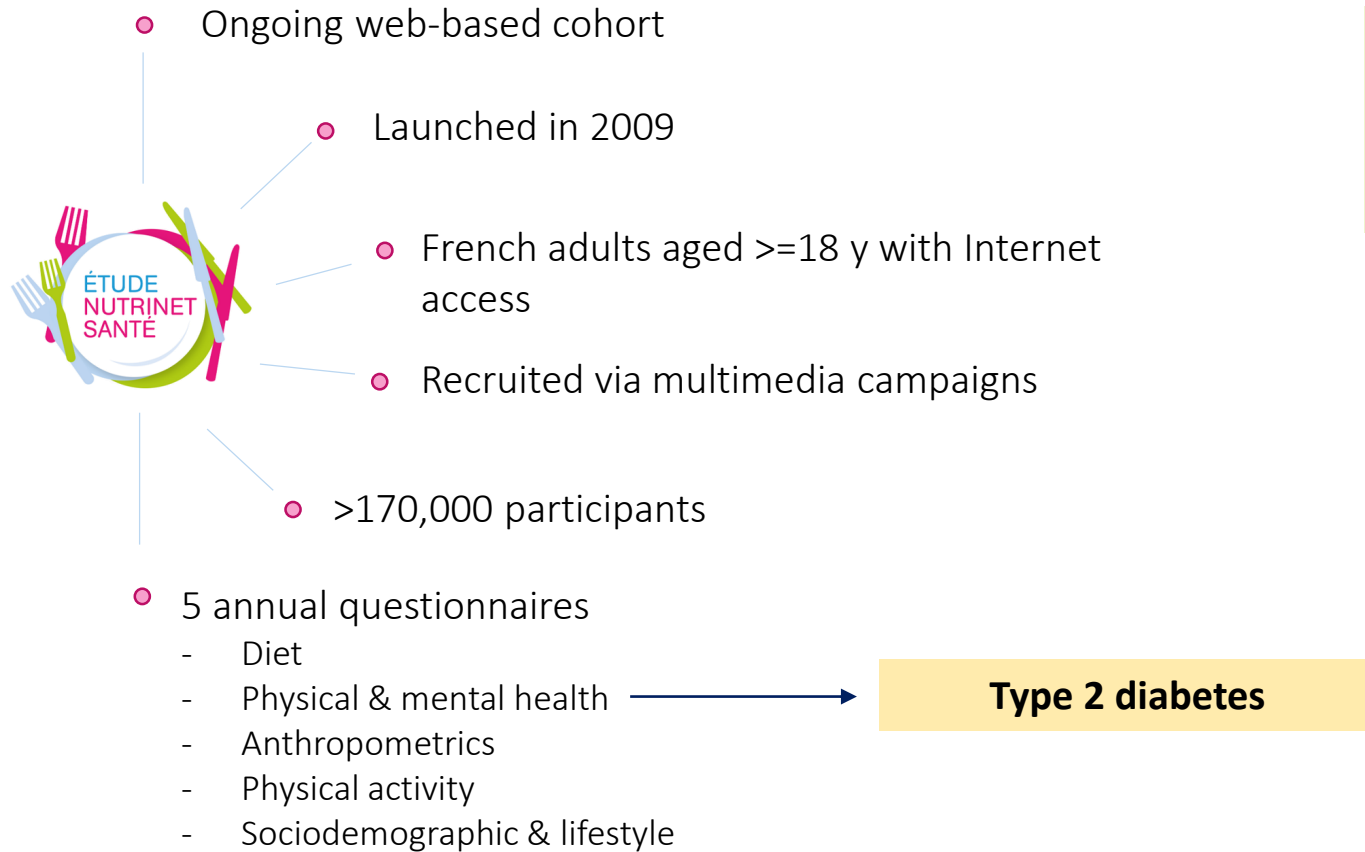 Ongoing web-based cohort
Launched in 2009
French adults aged >=18 y with Internet
access
ÉTUDE
NUTRINET
SANTÉ
Recruited via multimedia campaigns
>170,000 participants
5 annual questionnaires
- Diet
- Physical & mental health
Type 2 diabetes
- Anthropometrics
- Physical activity
- Sociodemographic & lifestyle